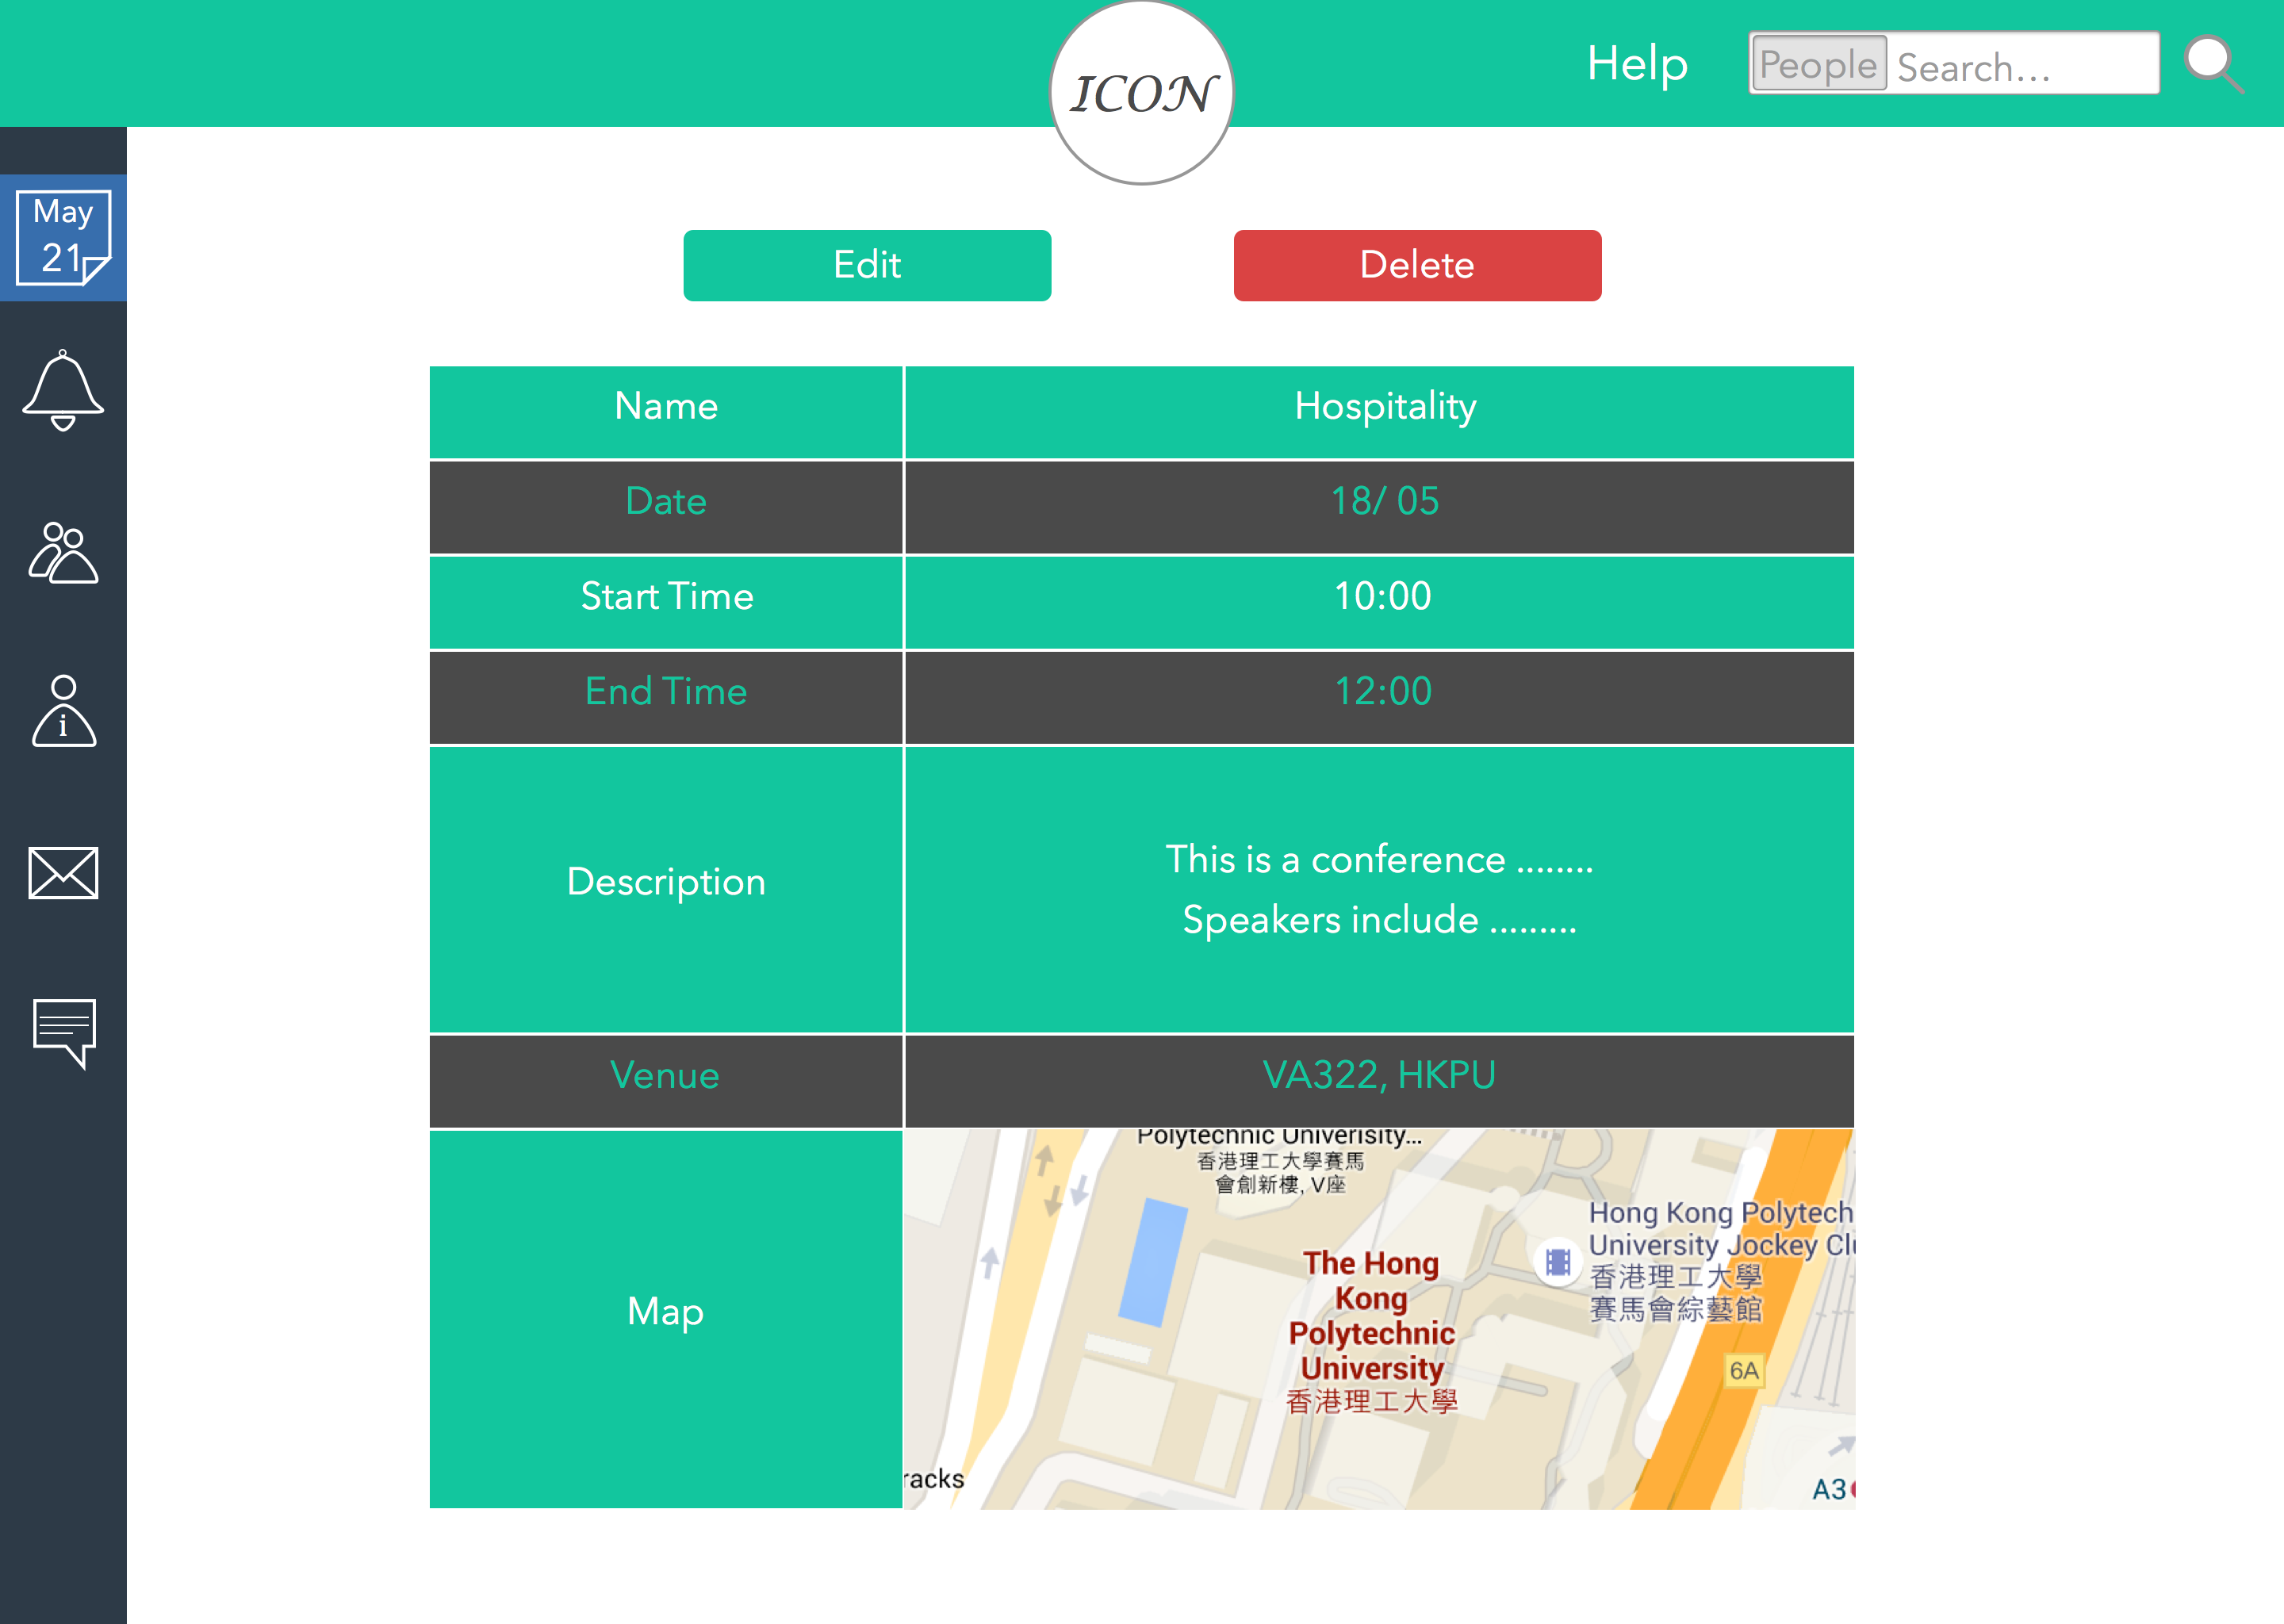 ICON
Help
People
Search...
May
21
Edit
Delete
Name
Hospitality
Date
18/ 05
Start Time
10:00
End Time
12:00
i
Description
This is a conference ........
Speakers include .........
Venue
VA322, HKPU
Map
Polytechnic Univerisity...
香港理工大學賽馬
會創新樓, V座
Hong Kong Polytech
University Jockey Clu
香港理工大學
賽馬會綜藝館
The Hong
Kong
Polytechnic
University
香港理工大學
6A
racks
A3